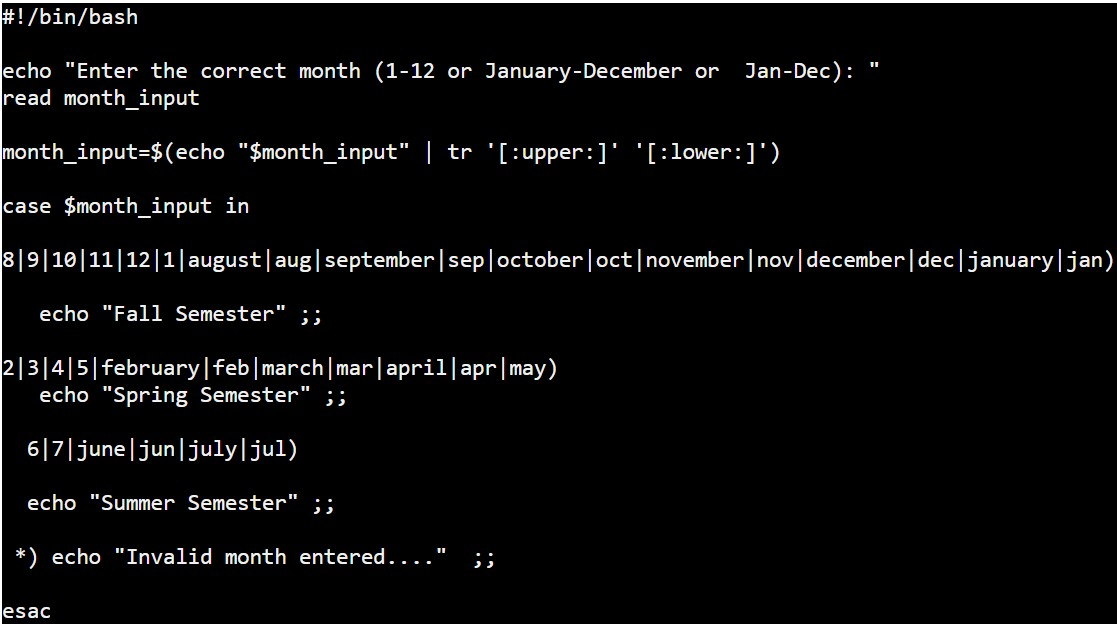 #!/bin/bash
echo "Enter the correct month (1-12 or January-December or  Jan-Dec): "
read month_input
month_input=$(echo "$month_input" | tr '[:upper:]' '[:lower:]')
case $month_input in
8|9|10|11|12|1|august|aug|september|sep|october|oct|november|nov|december|dec|january|jan)
   echo "Fall Semester" ;;
2|3|4|5|february|feb|march|mar|april|apr|may)
   echo "Spring Semester" ;;
  6|7|june|jun|july|jul)
  echo "Summer Semester" ;;
 *) echo "Invalid month entered...."  ;;
esac